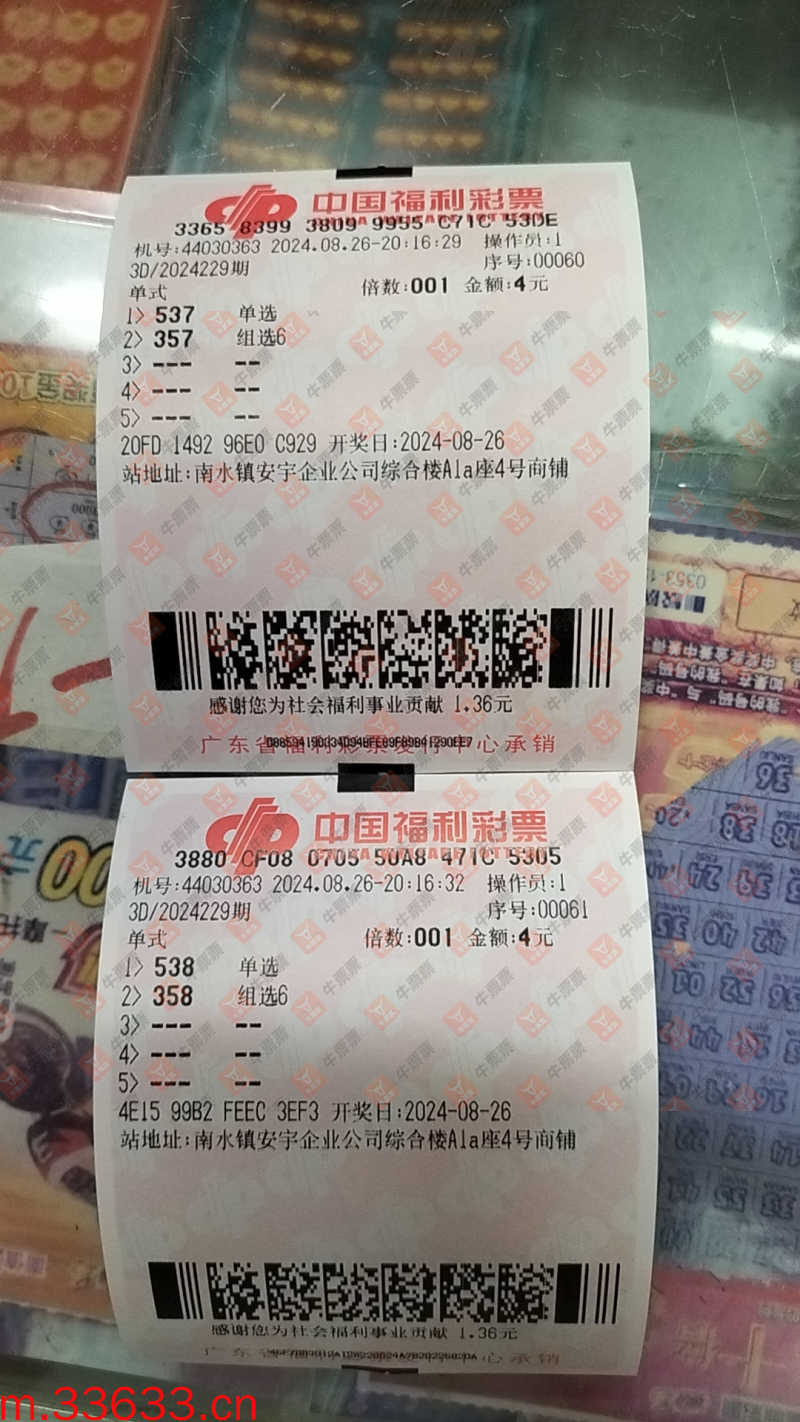 中国福利彩票
CHINA WELFARE LOTTERY
3365 8399 3809 9955 C71C 53DE
机号:44030363 2024.08.26-20:16:29 操作员:1
3D/2024229期 序号:00060
单式 倍数:001 金额:4元
1> 537 单选
2> 357 组选6
3> --- --
4> --- --
5> --- --
20FD 1492 96E0 C929 开奖日:2024-08-26
站地址:南水镇安宇企业公司综合楼A1a座4号商铺
感谢您为社会福利事业贡献 1.36元
广东省福利彩票发行中心承销
中国福利彩票
3880 CF08 0705 50A8 471C 5305
机号:44030363 2024.08.26-20:16:32 操作员:1
3D/2024229期 序号:00061
单式 倍数:001 金额:4元
1> 538 单选
2> 358 组选6
3> --- --
4> --- --
5> --- --
4E15 99B2 FEEC 3EF3 开奖日:2024-08-26
站地址:南水镇安宇企业公司综合楼A1a座4号商铺
感谢您为社会福利事业贡献 1.36元
心承销
牛票票
m.33633.cn